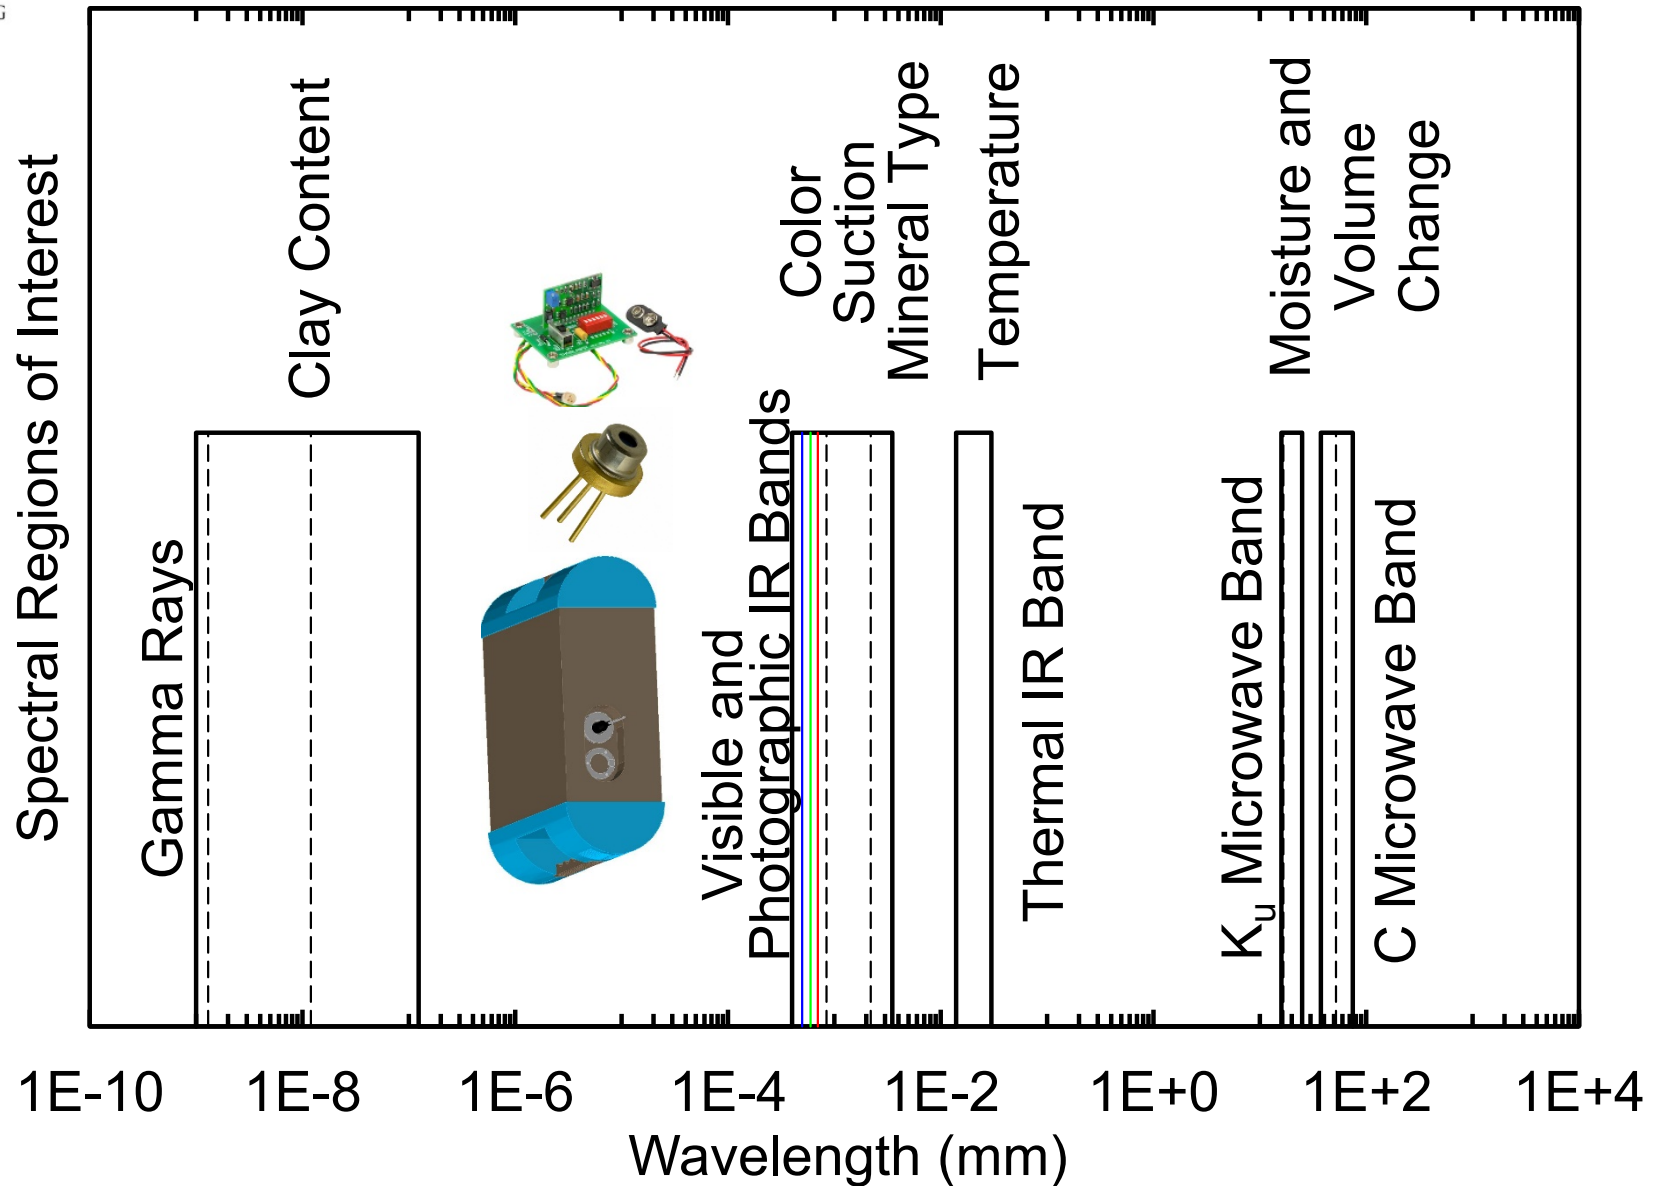 G
Spectral Regions of Interest
Clay Content
Color
Suction
Mineral Type
Temperature
Moisture and
Volume
Change
Gamma Rays
Visible and
Photographic IR Bands
Thermal IR Band
Ku Microwave Band
C Microwave Band
1E-10 1E-8 1E-6 1E-4 1E-2 1E+0 1E+2 1E+4
Wavelength (mm)